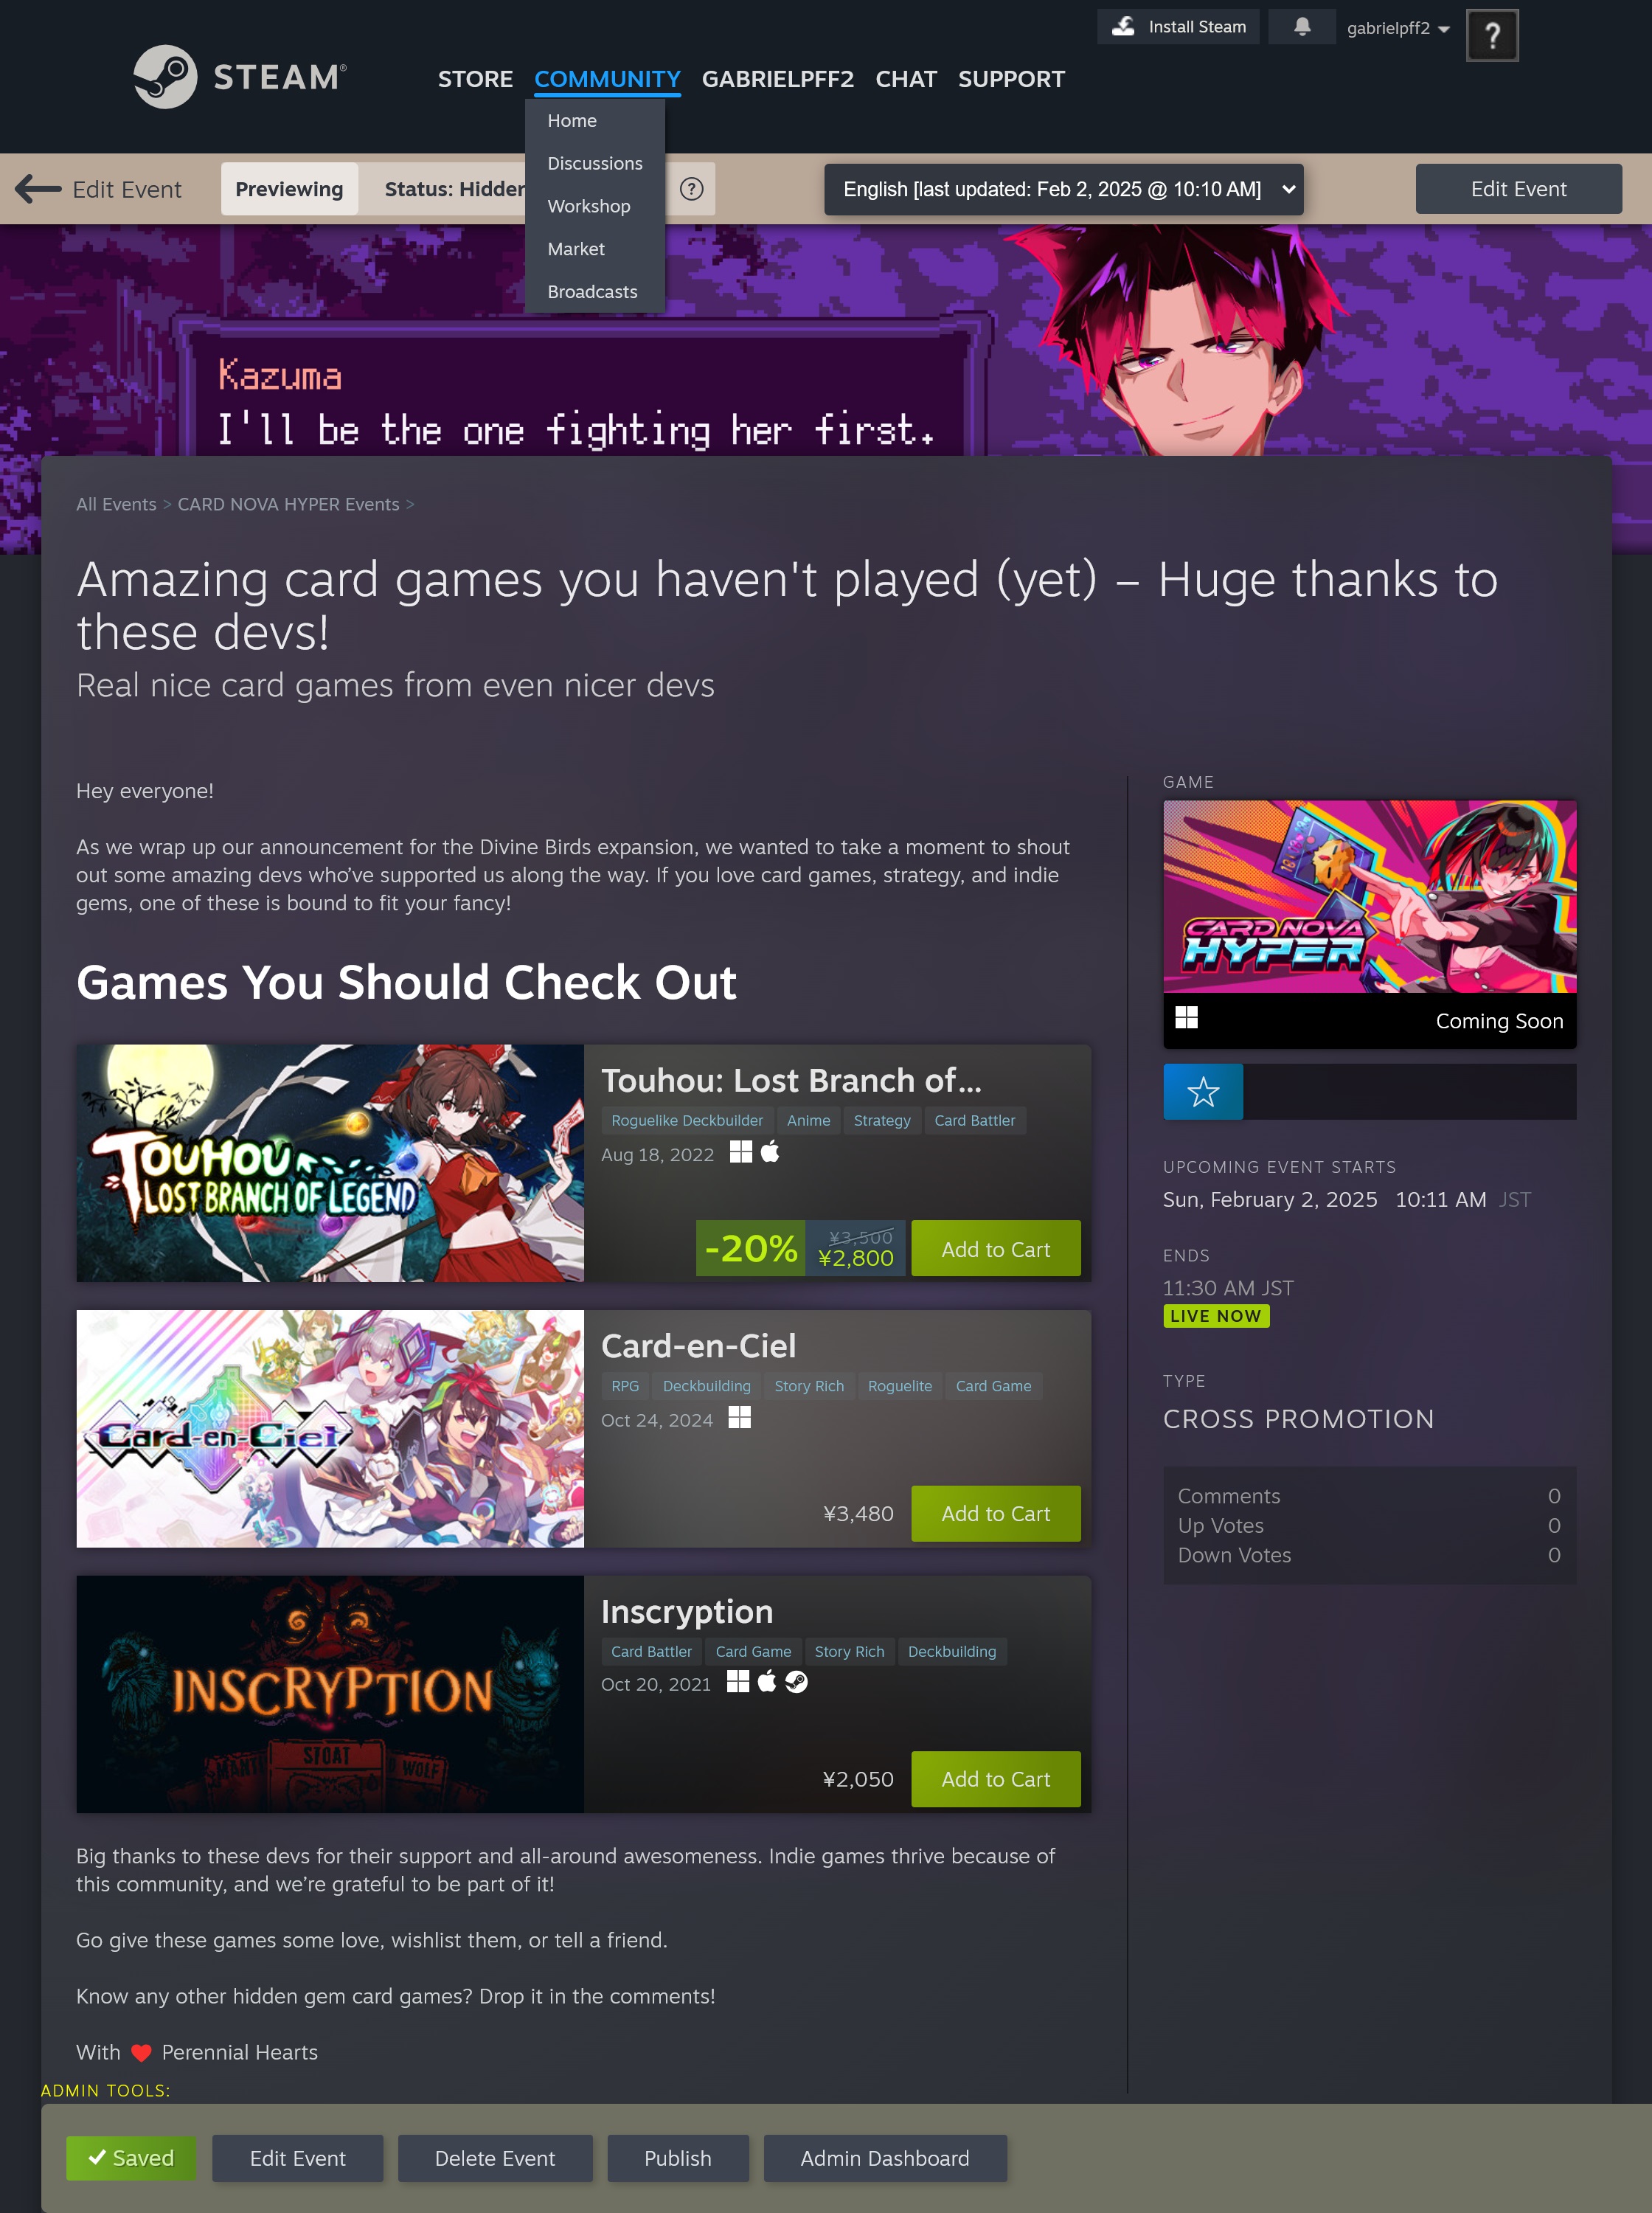 Install Steam
gabrielpff2
?
STEAM®
STORE COMMUNITY GABRIELPFF2 CHAT SUPPORT
Home
Discussions
Workshop
Market
Broadcasts
Edit Event
Previewing
Status: Hidden
?
English [last updated: Feb 2, 2025 @ 10:10 AM]
Edit Event
Kazuma
I'll be the one fighting her first.
All Events > CARD NOVA HYPER Events >
Amazing card games you haven't played (yet) – Huge thanks to
these devs!
Real nice card games from even nicer devs
Hey everyone!
As we wrap up our announcement for the Divine Birds expansion, we wanted to take a moment to shout
out some amazing devs who’ve supported us along the way. If you love card games, strategy, and indie
gems, one of these is bound to fit your fancy!
Games You Should Check Out
TOUHOU
LOST BRANCH OF LEGEND
Touhou: Lost Branch of...
Roguelike Deckbuilder Anime Strategy Card Battler
Aug 18, 2022
-20%
¥3,500
¥2,800
Add to Cart
Card-en-Ciel
Card-en-Ciel
RPG Deckbuilding Story Rich Roguelite Card Game
Oct 24, 2024
¥3,480
Add to Cart
INSCRYPTION
STOAT
WOLF
Inscryption
Card Battler Card Game Story Rich Deckbuilding
Oct 20, 2021
¥2,050
Add to Cart
Big thanks to these devs for their support and all-around awesomeness. Indie games thrive because of
this community, and we’re grateful to be part of it!
Go give these games some love, wishlist them, or tell a friend.
Know any other hidden gem card games? Drop it in the comments!
With ❤ Perennial Hearts
GAME
CARD NOVA
HYPER
Coming Soon
UPCOMING EVENT STARTS
Sun, February 2, 2025 10:11 AM JST
ENDS
11:30 AM JST
LIVE NOW
TYPE
CROSS PROMOTION
Comments 0
Up Votes 0
Down Votes 0
ADMIN TOOLS:
Saved
Edit Event
Delete Event
Publish
Admin Dashboard